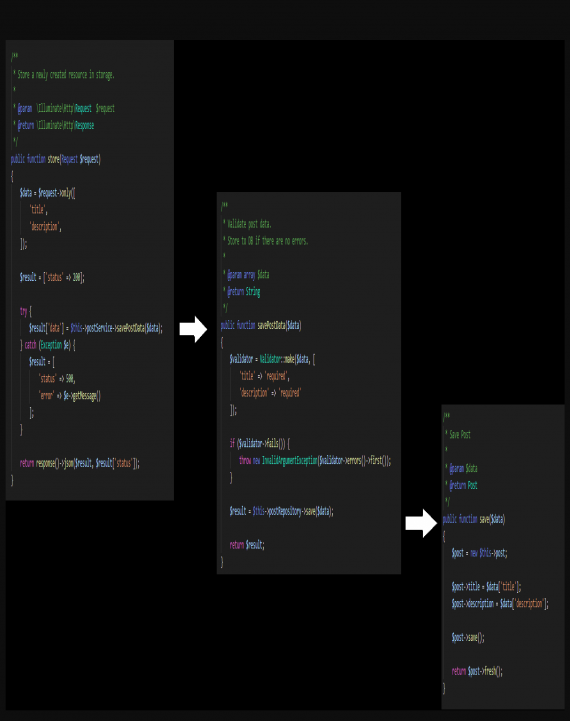 /**
 * Store a newly created resource in storage.
 *
 * @param  \Illuminate\Http\Request  $request
 * @return \Illuminate\Http\Response
 */
public function store(Request $request)
{
    $data = $request->only([
        'title',
        'description',
    ]);

    $result = ['status' => 200];

    try {
        $result['data'] = $this->postService->savePostData($data);
    } catch (Exception $e) {
        $result = [
            'status' => 500,
            'error' => $e->getMessage()
        ];
    }

    return response()->json($result, $result['status']);
}
/**
 * Validate post data.
 * Store to DB if there are no errors.
 *
 * @param array $data
 * @return String
 */
public function savePostData($data)
{
    $validator = Validator::make($data, [
        'title' => 'required',
        'description' => 'required'
    ]);

    if ($validator->fails()) {
        throw new InvalidArgumentException($validator->errors()->first());
    }

    $result = $this->postRepository->save($data);

    return $result;
}
/**
 * Save Post
 *
 * @param $data
 * @return Post
 */
public function save($data)
{
    $post = new $this->post;

    $post->title = $data['title'];
    $post->description = $data['description'];

    $post->save();

    return $post->fresh();
}